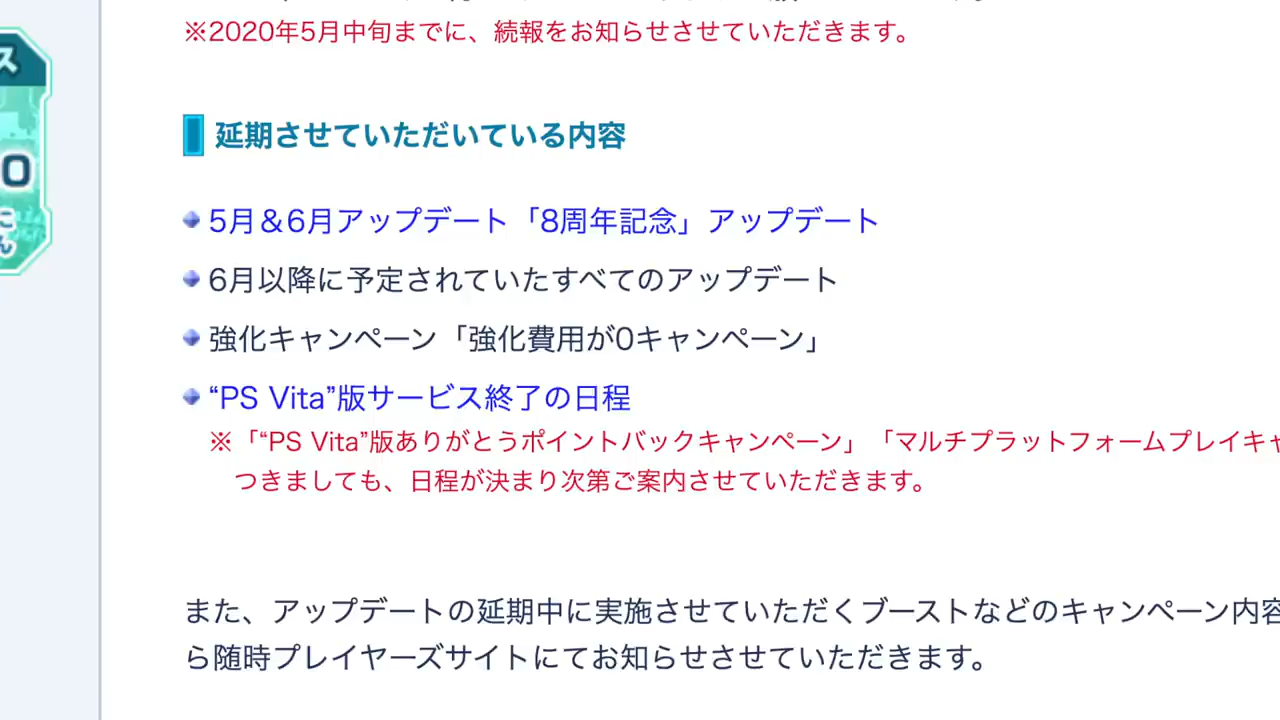 ※2020年5月中旬までに、続報をお知らせさせていただきます。
ス
延期させていただいている内容
0
こ
ん
5月&6月アップデート「8周年記念」アップデート
6月以降に予定されていたすべてのアップデート
強化キャンペーン「強化費用が0キャンペーン」
“PS Vita”版サービス終了の日程
※「“PS Vita”版ありがとうポイントバックキャンペーン」「マルチプラットフォームプレイキャ
つきましても、日程が決まり次第ご案内させていただきます。
また、アップデートの延期中に実施させていただくブーストなどのキャンペーン内容
ら随時プレイヤーズサイトにてお知らせさせていただきます。